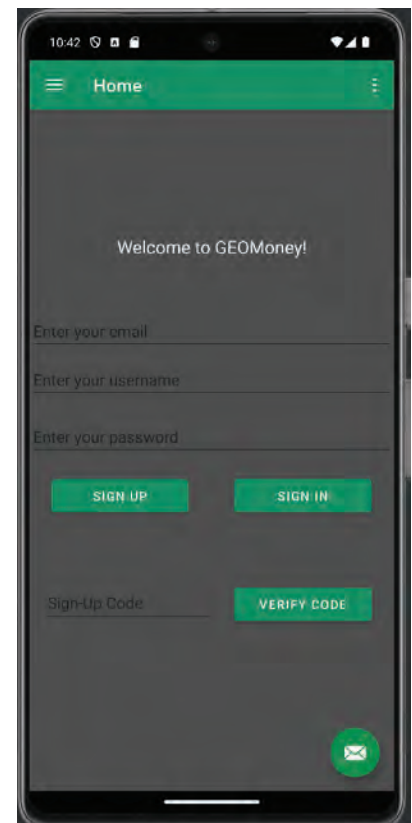 10:42
Home
Welcome to GEOMoney!
Enter your email
Enter your username
Enter your password
SIGN UP SIGN IN
Sign-Up Code VERIFY CODE